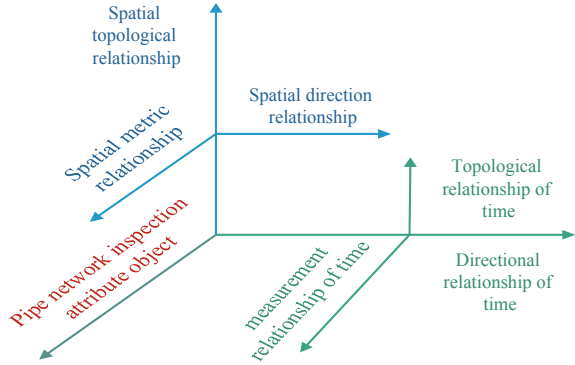 Spatial
topological
relationship
Spatial direction
relationship
Spatial metric
relationship
Topological
relationship of
time
Pipe network inspection
attribute object
measurement
relationship of time
Directional
relationship of
time